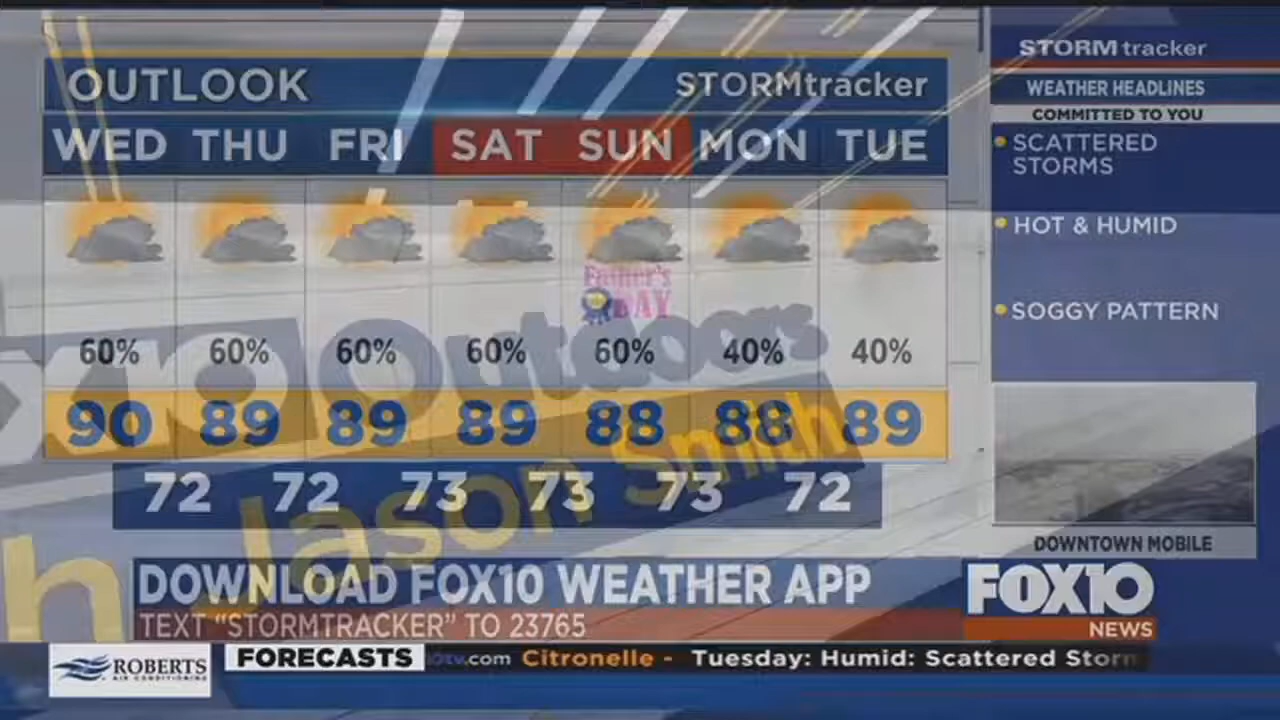 OUTLOOK STORMtracker
WED THU FRI SAT SUN MON TUE
Father's
DAY
60% 60% 60% 60% 60% 40% 40%
90 89 89 89 88 88 89
72 72 73 73 73 72
Outdoors
Jason Smith
DOWNLOAD FOX10 WEATHER APP
TEXT “STORMTRACKER” TO 23765
STORMtracker
WEATHER HEADLINES
COMMITTED TO YOU
SCATTERED
STORMS
HOT & HUMID
SOGGY PATTERN
DOWNTOWN MOBILE
FOX10
NEWS
ROBERTS
AIR CONDITIONING
FORECASTS
tv.com Citronelle - Tuesday: Humid: Scattered Storm